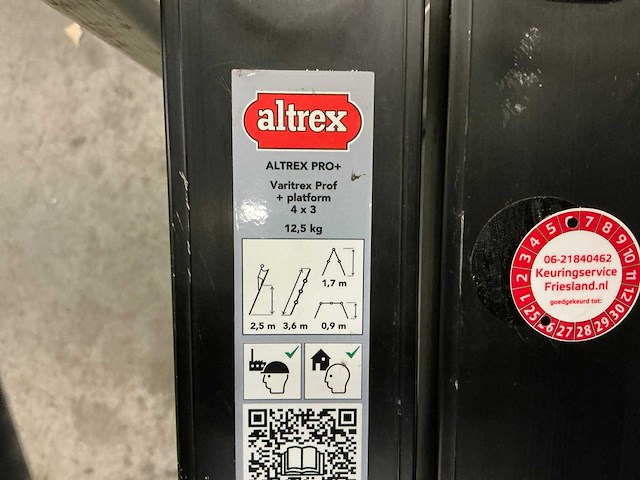 altrex
ALTREX PRO+
Varitrex Prof
+ platform
4 x 3
12,5 kg
1,7 m
2,5 m 3,6 m 0,9 m
06-21840462
Keuringservice
Friesland.nl
goedgekeurd tot:
1 2 3 4 5 7 8 9 10 11 12
25 26 27 28 29 30